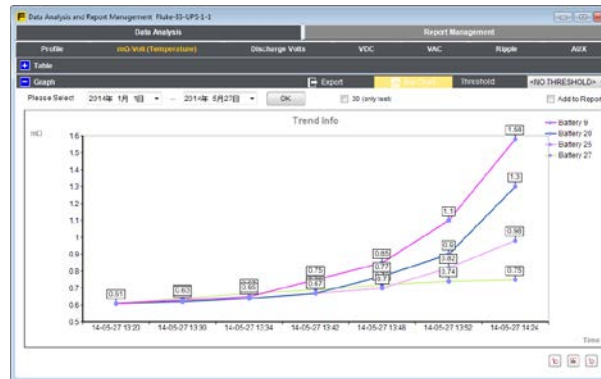 Data Analysis and Report Management Fluke-33-UPS-1-1
Data Analysis Report Management
Profile mΩ-Volt (Temperature) Discharge Volts VDC VAC Ripple AUX
Table
Graph Export Threshold <NO THRESHOLD>
Please Select 2014年 1月 1日 — 2014年 5月27日 OK 3D (only last) Add to Report
Trend Info
mΩ
Battery 9
Battery 20
Battery 25
Battery 27
1.6
1.5
1.4
1.3
1.2
1.1
1.0
0.9
0.8
0.7
0.6
0.5
1.58
1.3
1.1
0.98
0.9
0.85
0.82
0.77
0.75
0.75
0.74
0.67
0.65
0.63
0.61
14-05-27 13:20 14-05-27 13:30 14-05-27 13:34 14-05-27 13:42 14-05-27 13:48 14-05-27 13:52 14-05-27 14:24
Time